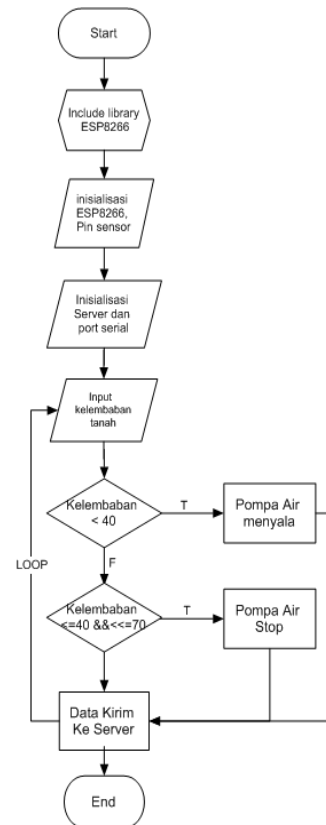 Start
Include library
ESP8266
inisialisasi
ESP8266,
Pin sensor
Inisialisasi
Server dan
port serial
Input
kelembaban
tanah
Kelembaban
< 40
T
Pompa Air
menyala
LOOP
F
Kelembaban
<=40 &&<<=70
T
Pompa Air
Stop
Data Kirim
Ke Server
End